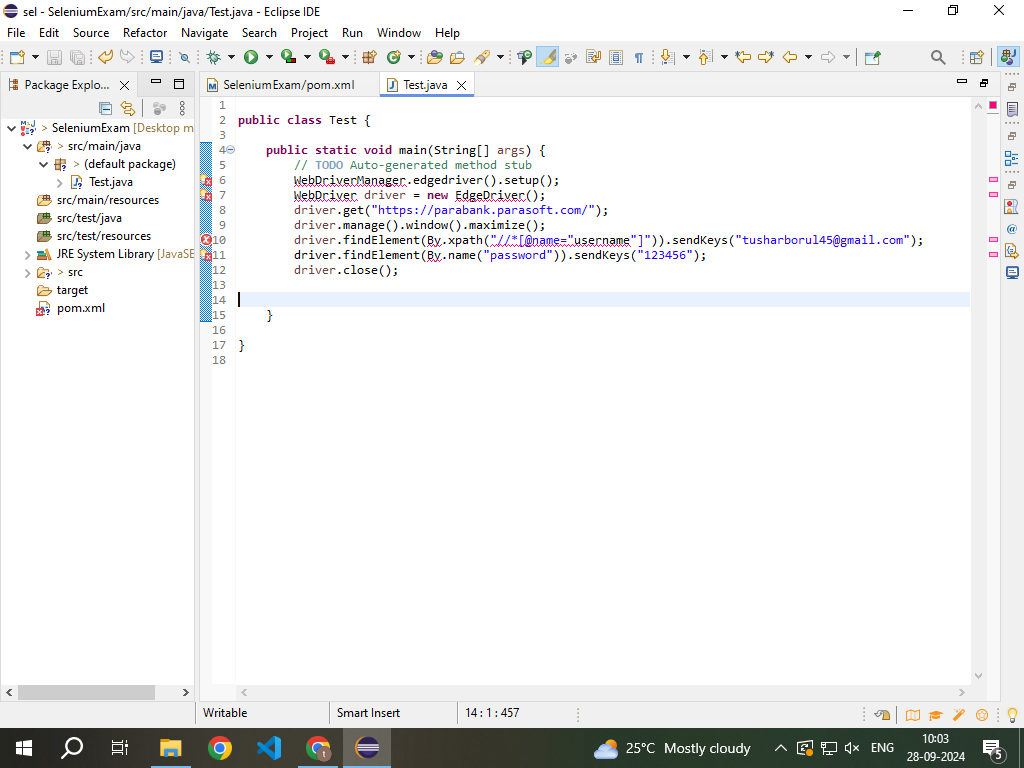 sel - SeleniumExam/src/main/java/Test.java - Eclipse IDE
File Edit Source Refactor Navigate Search Project Run Window Help
Package Explo...
SeleniumExam/pom.xml
Test.java
> SeleniumExam [Desktop m
> src/main/java
> (default package)
Test.java
src/main/resources
src/test/java
src/test/resources
JRE System Library [JavaSE
> src
target
pom.xml
1
2 public class Test {
3
4 public static void main(String[] args) {
5 // TODO Auto-generated method stub
6 WebDriverManager.edgedriver().setup();
7 WebDriver driver = new EdgeDriver();
8 driver.get("https://parabank.parasoft.com/");
9 driver.manage().window().maximize();
10 driver.findElement(By.xpath("//*[@name="username"]")).sendKeys("tusharborul45@gmail.com");
11 driver.findElement(By.name("password")).sendKeys("123456");
12 driver.close();
13
14
15 }
16
17 }
18
Writable Smart Insert 14 : 1 : 457
25°C Mostly cloudy ENG
10:03
28-09-2024
5